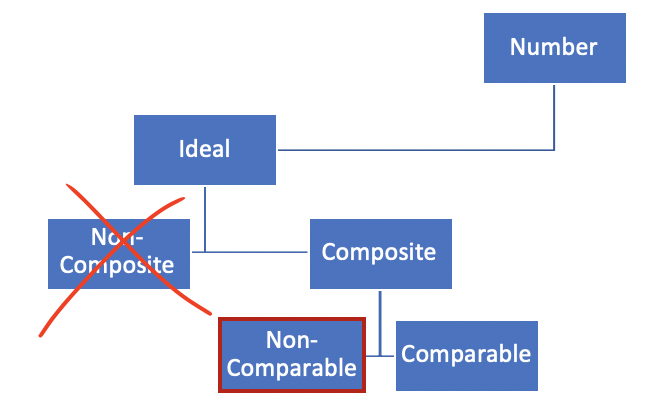 Number
Ideal
Non-
Composite
Composite
Non-
Comparable
Comparable